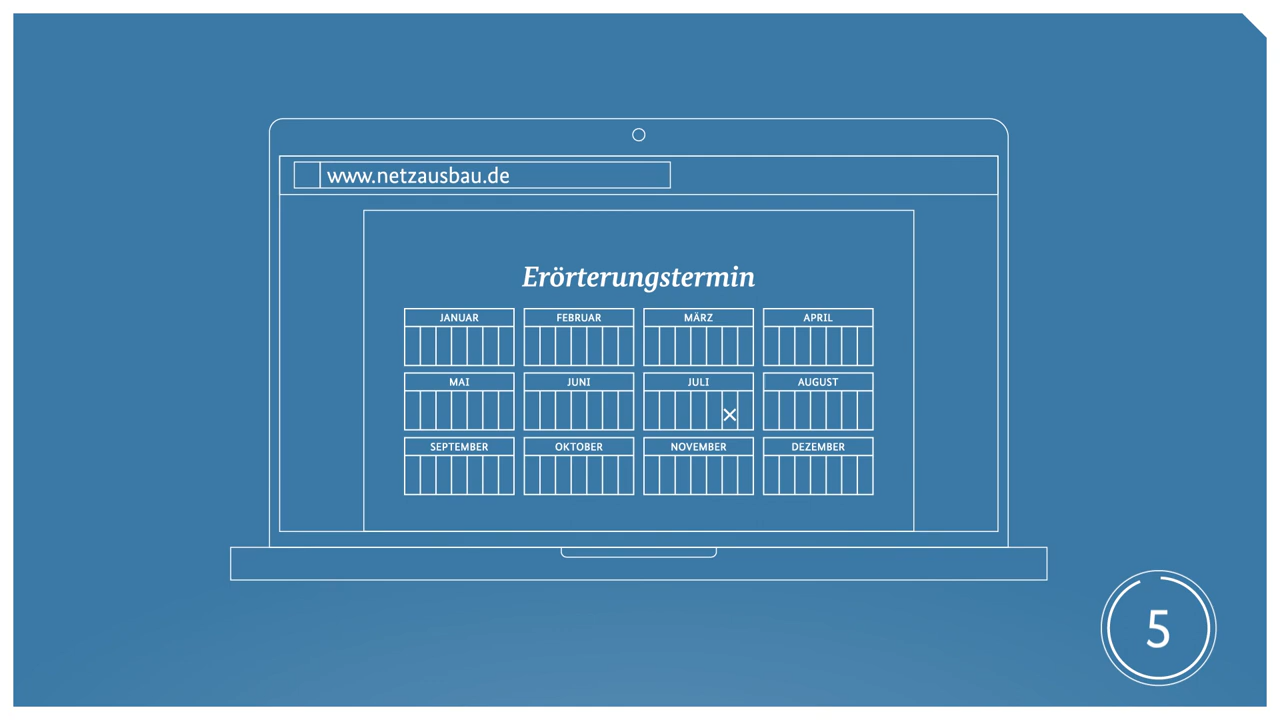 www.netzausbau.de
Erörterungstermin
JANUAR FEBRUAR MÄRZ APRIL
MAI JUNI JULI AUGUST
SEPTEMBER OKTOBER NOVEMBER DEZEMBER
5